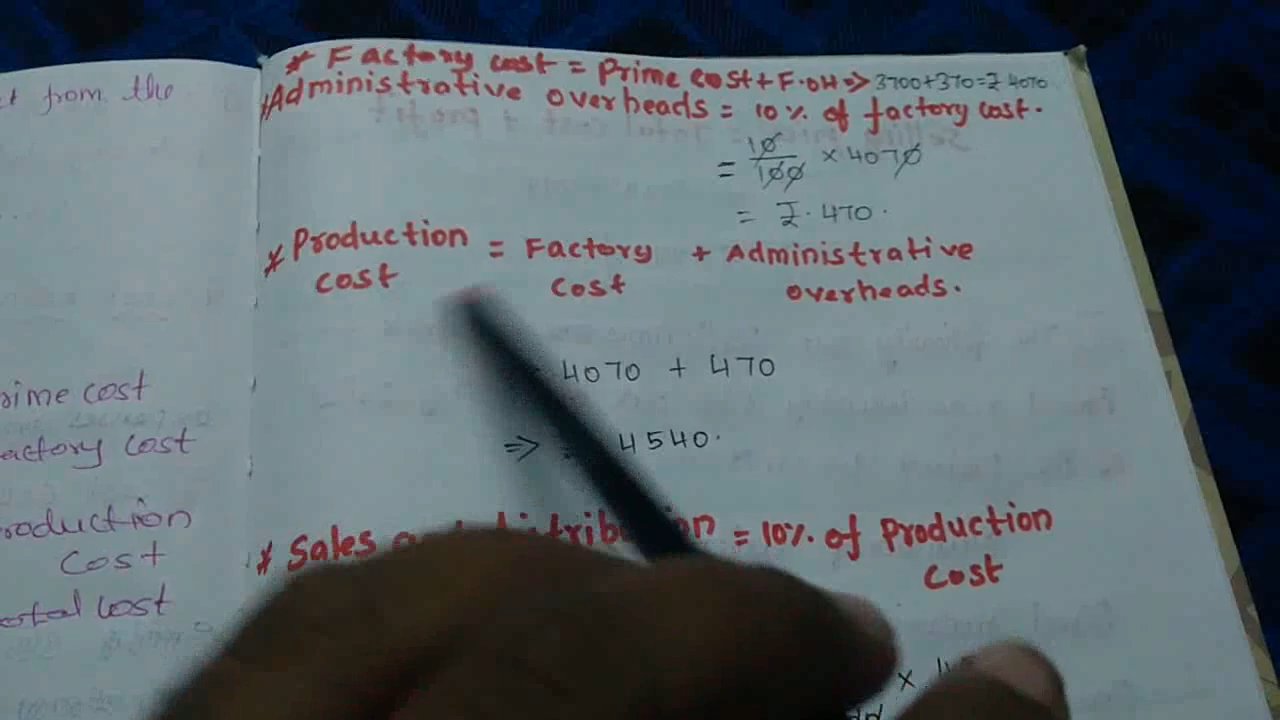 from the
* Factory cost = Prime cost + F.OH => 3700+370=₹ 4070
*Administrative overheads = 10% of factory cost.
= 10/100 × 4070
= ₹.470.
* Production cost = Factory cost + Administrative overheads.
4070 + 470
=> 4540.
* Sales = 10% of Production cost
×
rime cost
actory cost
roduction cost
otal cost